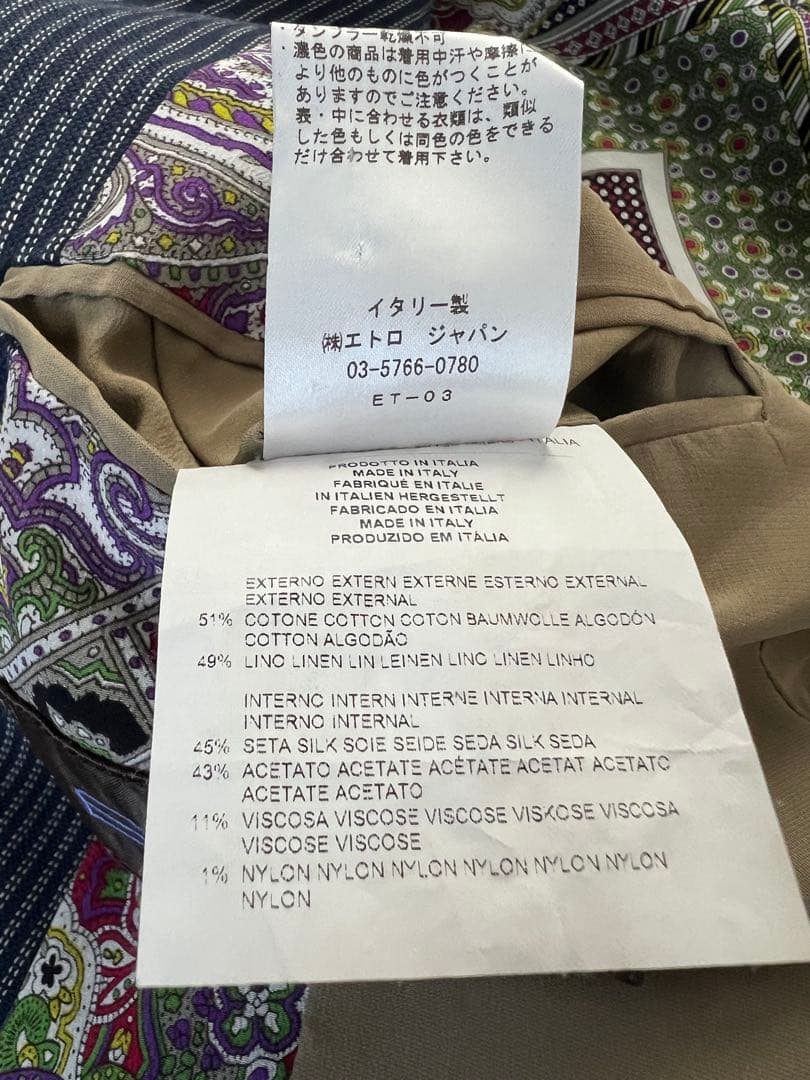 ・タンブラー乾燥不可
・濃色の商品は着用中汗や摩擦に
より他のものに色がつくことが
ありますのでご注意ください。
表・中に合わせる衣類は、類似
した色もしくは同色の色をできる
だけ合わせて着用下さい。
イタリー製
㈱エトロ ジャパン
03-5766-0780
ET-03
ITALIA
PRODOTTO IN ITALIA
MADE IN ITALY
FABRIQUÉ EN ITALIE
IN ITALIEN HERGESTELLT
FABRICADO EN ITALIA
MADE IN ITALY
PRODUZIDO EM ITÁLIA
EXTERNO EXTERN EXTERNE ESTERNO EXTERNAL
EXTERNO EXTERNAL
51% COTONE COTTON COTON BAUMWOLLE ALGODÓN
COTTON ALGODÃO
49% LINO LINEN LIN LEINEN LINO LINEN LINHO
INTERNO INTERN INTERNE INTERNA INTERNAL
INTERNO INTERNAL
45% SETA SILK SOIE SEIDE SEDA SILK SEDA
43% ACETATO ACETATE ACÉTATE ACETAT ACETATO
ACETATE ACETATO
11% VISCOSA VISCOSE VISCOSE VISKOSE VISCOSA
VISCOSE VISCOSE
1% NYLON NYLON NYLON NYLON NYLON NYLON
NYLON